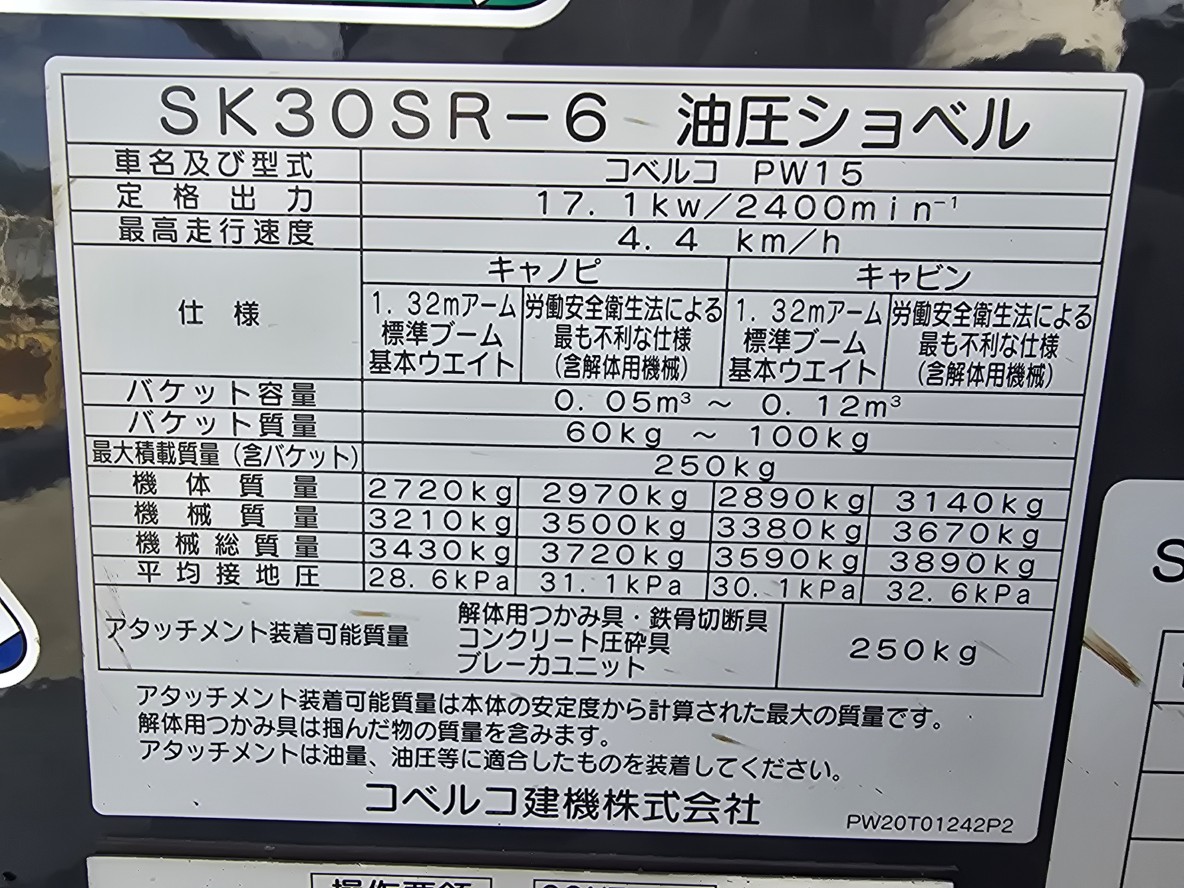 SK30SR-6 油圧ショベル
車名及び型式 コベルコ PW15
定格出力 17.1kw/2400min⁻¹
最高走行速度 4.4 km/h
仕様 キャノピ キャビン
1.32mアーム 労働安全衛生法による 1.32mアーム 労働安全衛生法による
標準ブーム 最も不利な仕様 標準ブーム 最も不利な仕様
基本ウエイト (含解体用機械) 基本ウエイト (含解体用機械)
バケット容量 0.05m³ ~ 0.12m³
バケット質量 60kg ~ 100kg
最大積載質量(含バケット) 250kg
機体質量 2720kg 2970kg 2890kg 3140kg
機械質量 3210kg 3500kg 3380kg 3670kg
機械総質量 3430kg 3720kg 3590kg 3890kg
平均接地圧 28.6kPa 31.1kPa 30.1kPa 32.6kPa
アタッチメント装着可能質量 解体用つかみ具・鉄骨切断具 250kg
コンクリート圧砕具
ブレーカユニット
アタッチメント装着可能質量は本体の安定度から計算された最大の質量です。
解体用つかみ具は掴んだ物の質量を含みます。
アタッチメントは油量、油圧等に適合したものを装着してください。
コベルコ建機株式会社 PW20T01242P2
S
操作要領